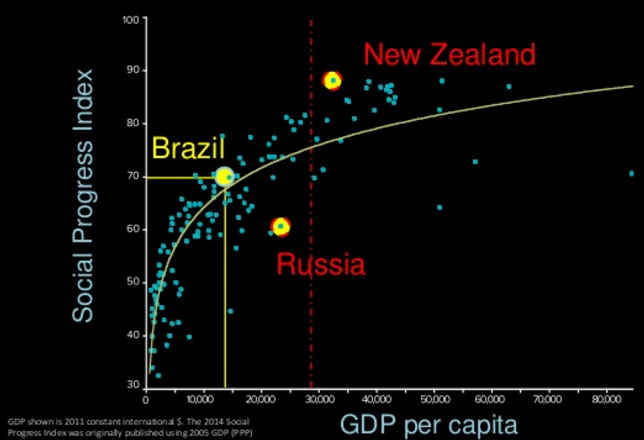 100
90
80
70
60
50
40
30
Social Progress Index
New Zealand
Brazil
Russia
0 10,000 20,000 30,000 40,000 50,000 60,000 70,000 80,000
GDP per capita
GDP shown is 2011 constant international $. The 2014 Social
Progress Index was originally published using 2005 GDP (PPP)